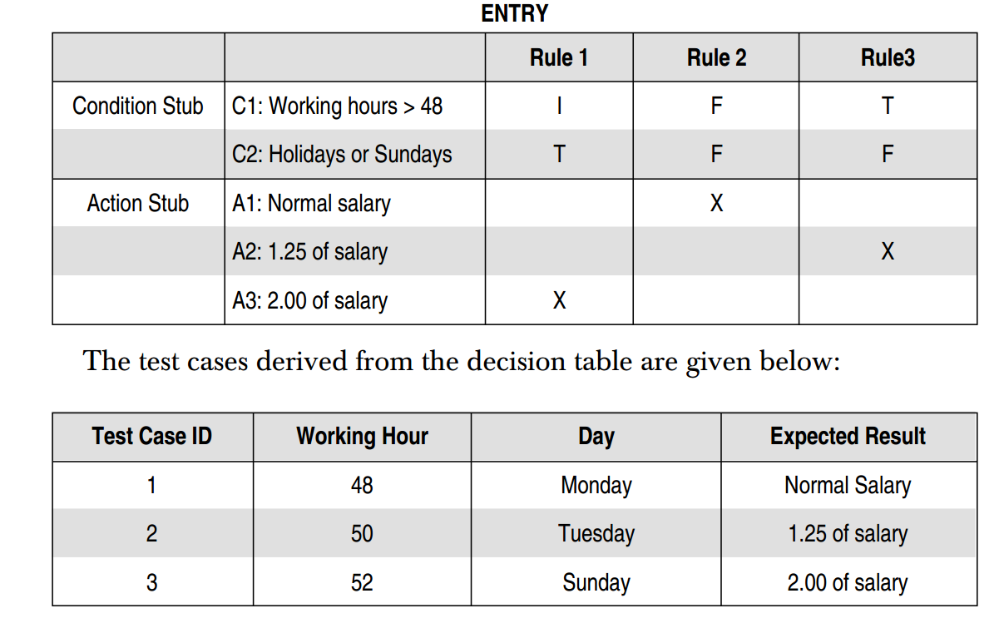 ENTRY
Rule 1 Rule 2 Rule3
Condition Stub C1: Working hours > 48 I F T
C2: Holidays or Sundays T F F
Action Stub A1: Normal salary X
A2: 1.25 of salary X
A3: 2.00 of salary X
The test cases derived from the decision table are given below:
Test Case ID Working Hour Day Expected Result
1 48 Monday Normal Salary
2 50 Tuesday 1.25 of salary
3 52 Sunday 2.00 of salary